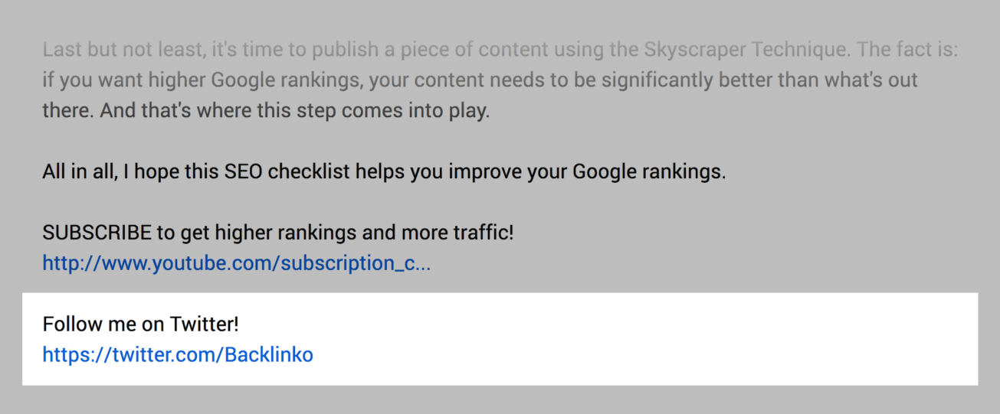 Last but not least, it's time to publish a piece of content using the Skyscraper Technique. The fact is:
if you want higher Google rankings, your content needs to be significantly better than what's out
there. And that's where this step comes into play.
All in all, I hope this SEO checklist helps you improve your Google rankings.
SUBSCRIBE to get higher rankings and more traffic!
http://www.youtube.com/subscription_c...
Follow me on Twitter!
https://twitter.com/Backlinko